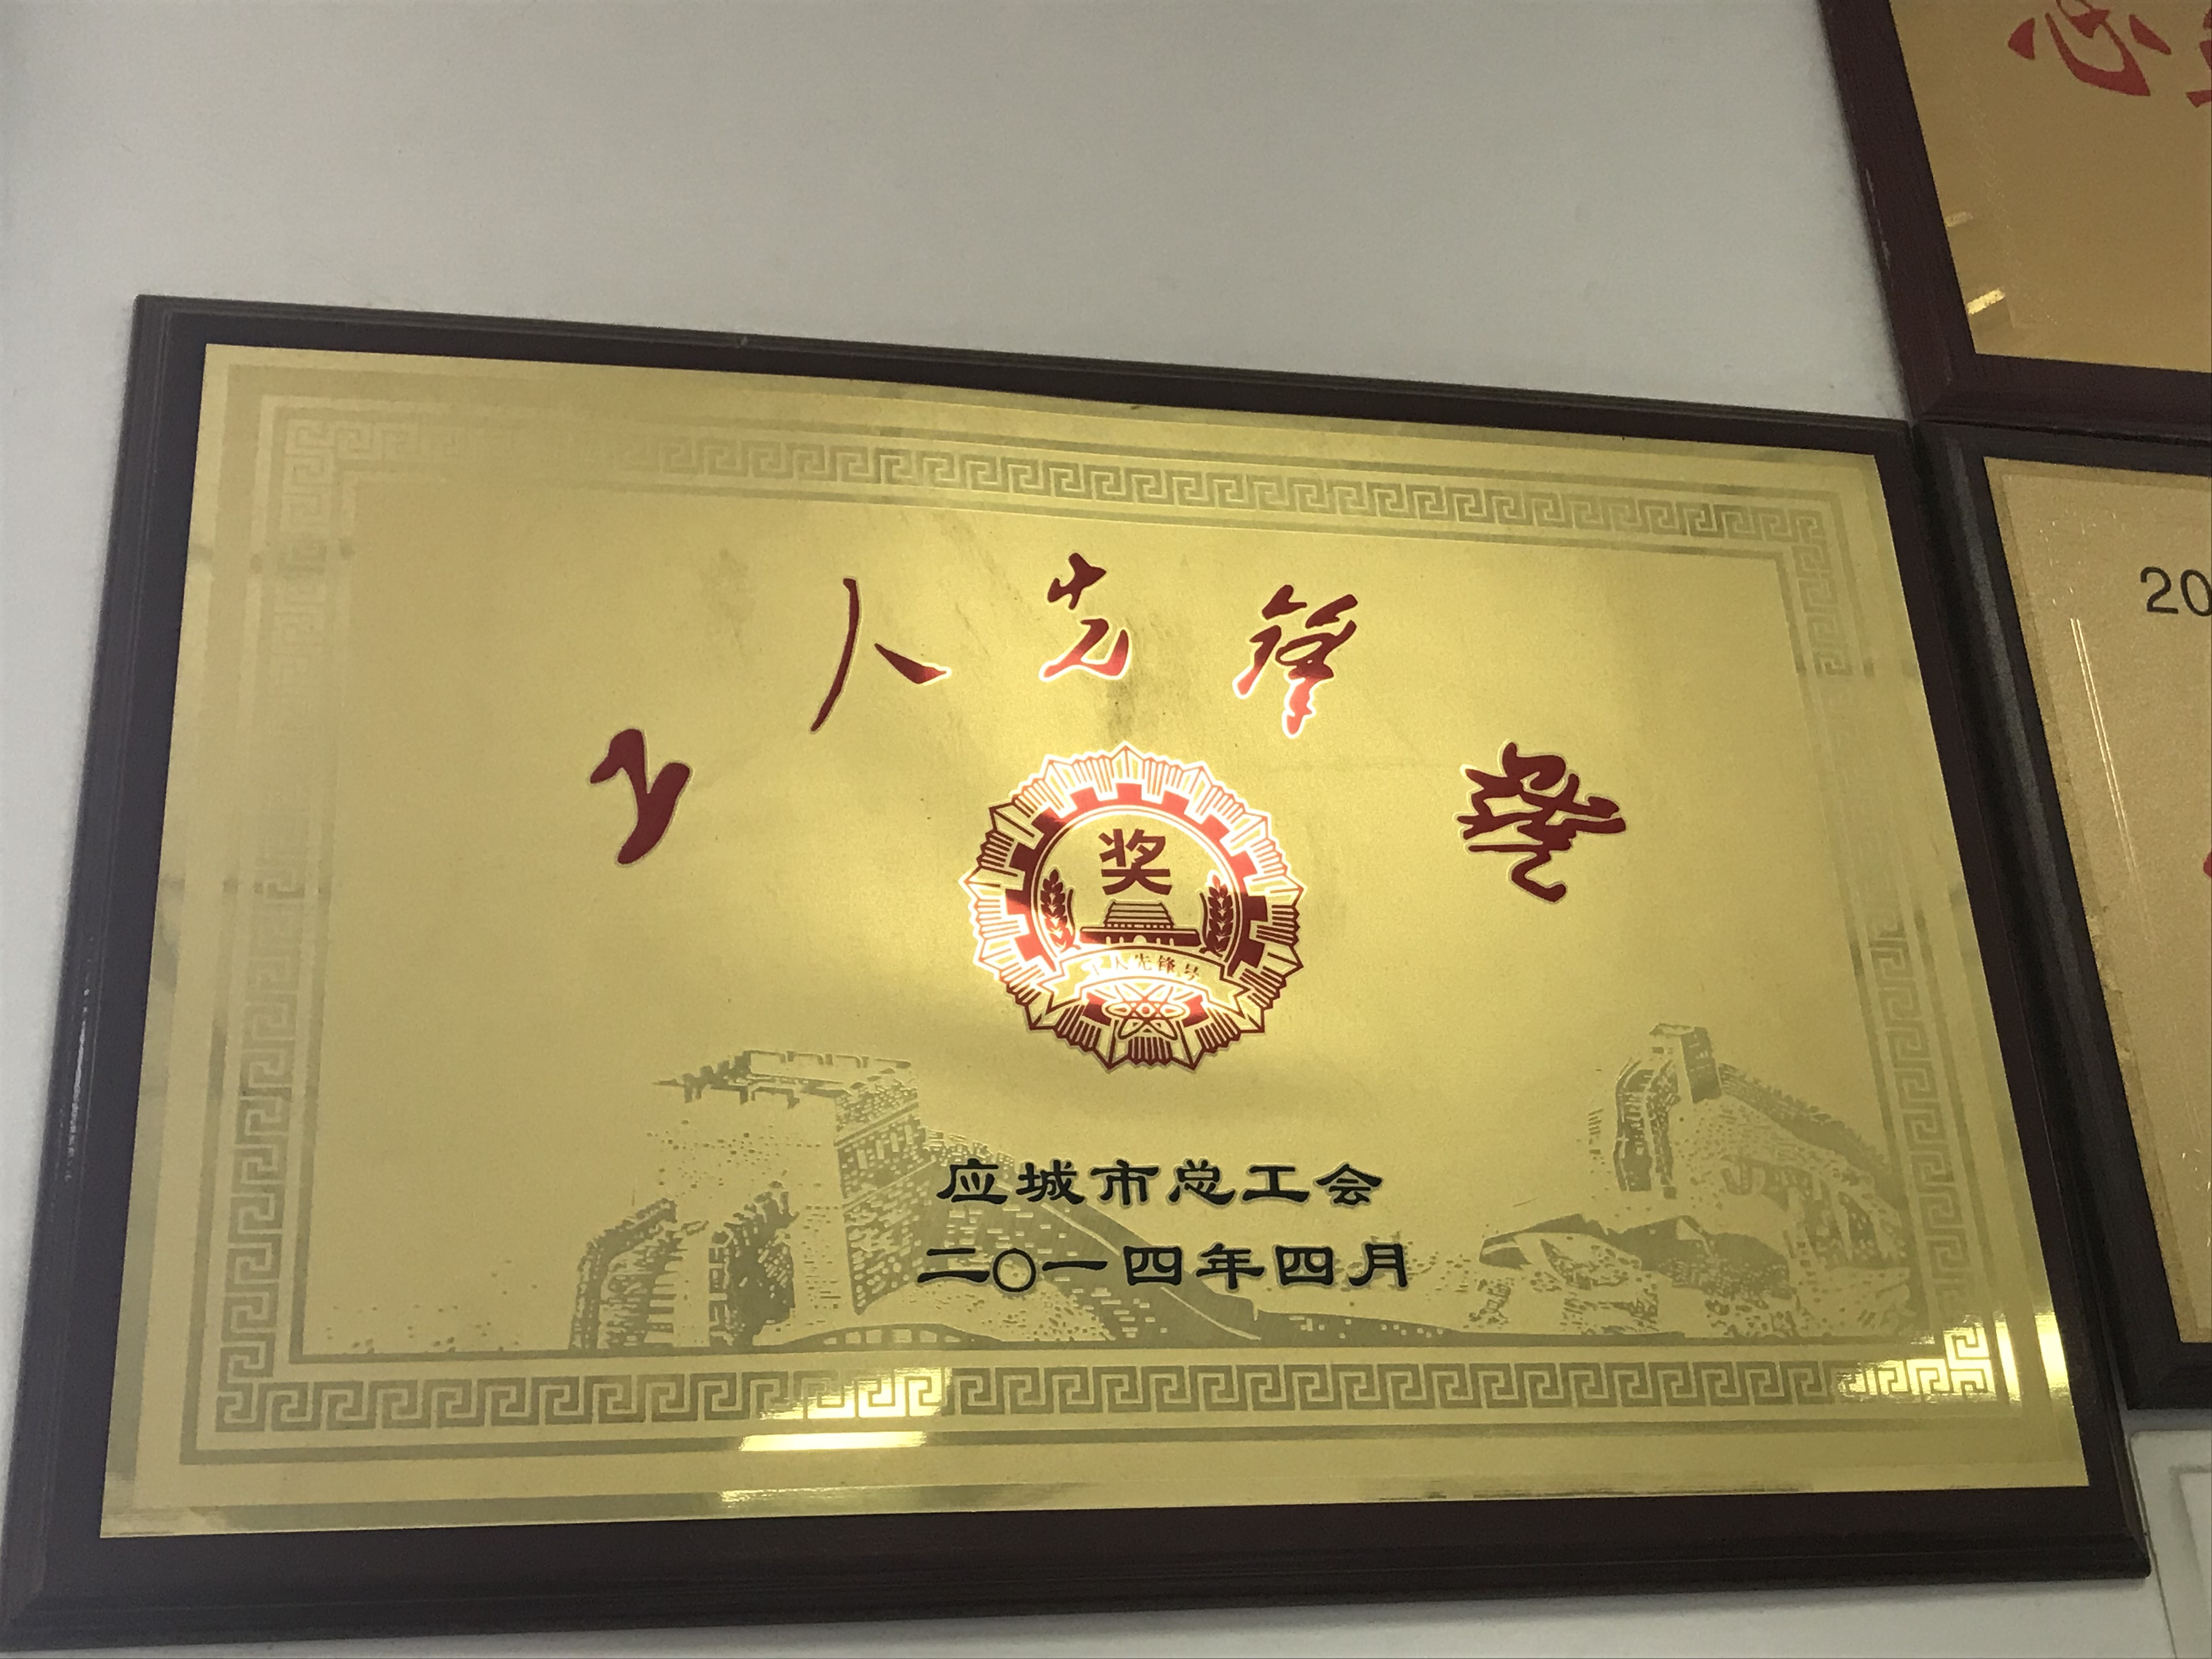 工人先锋號
奖
工人先锋号
应城市总工会
二〇一四年四月
20